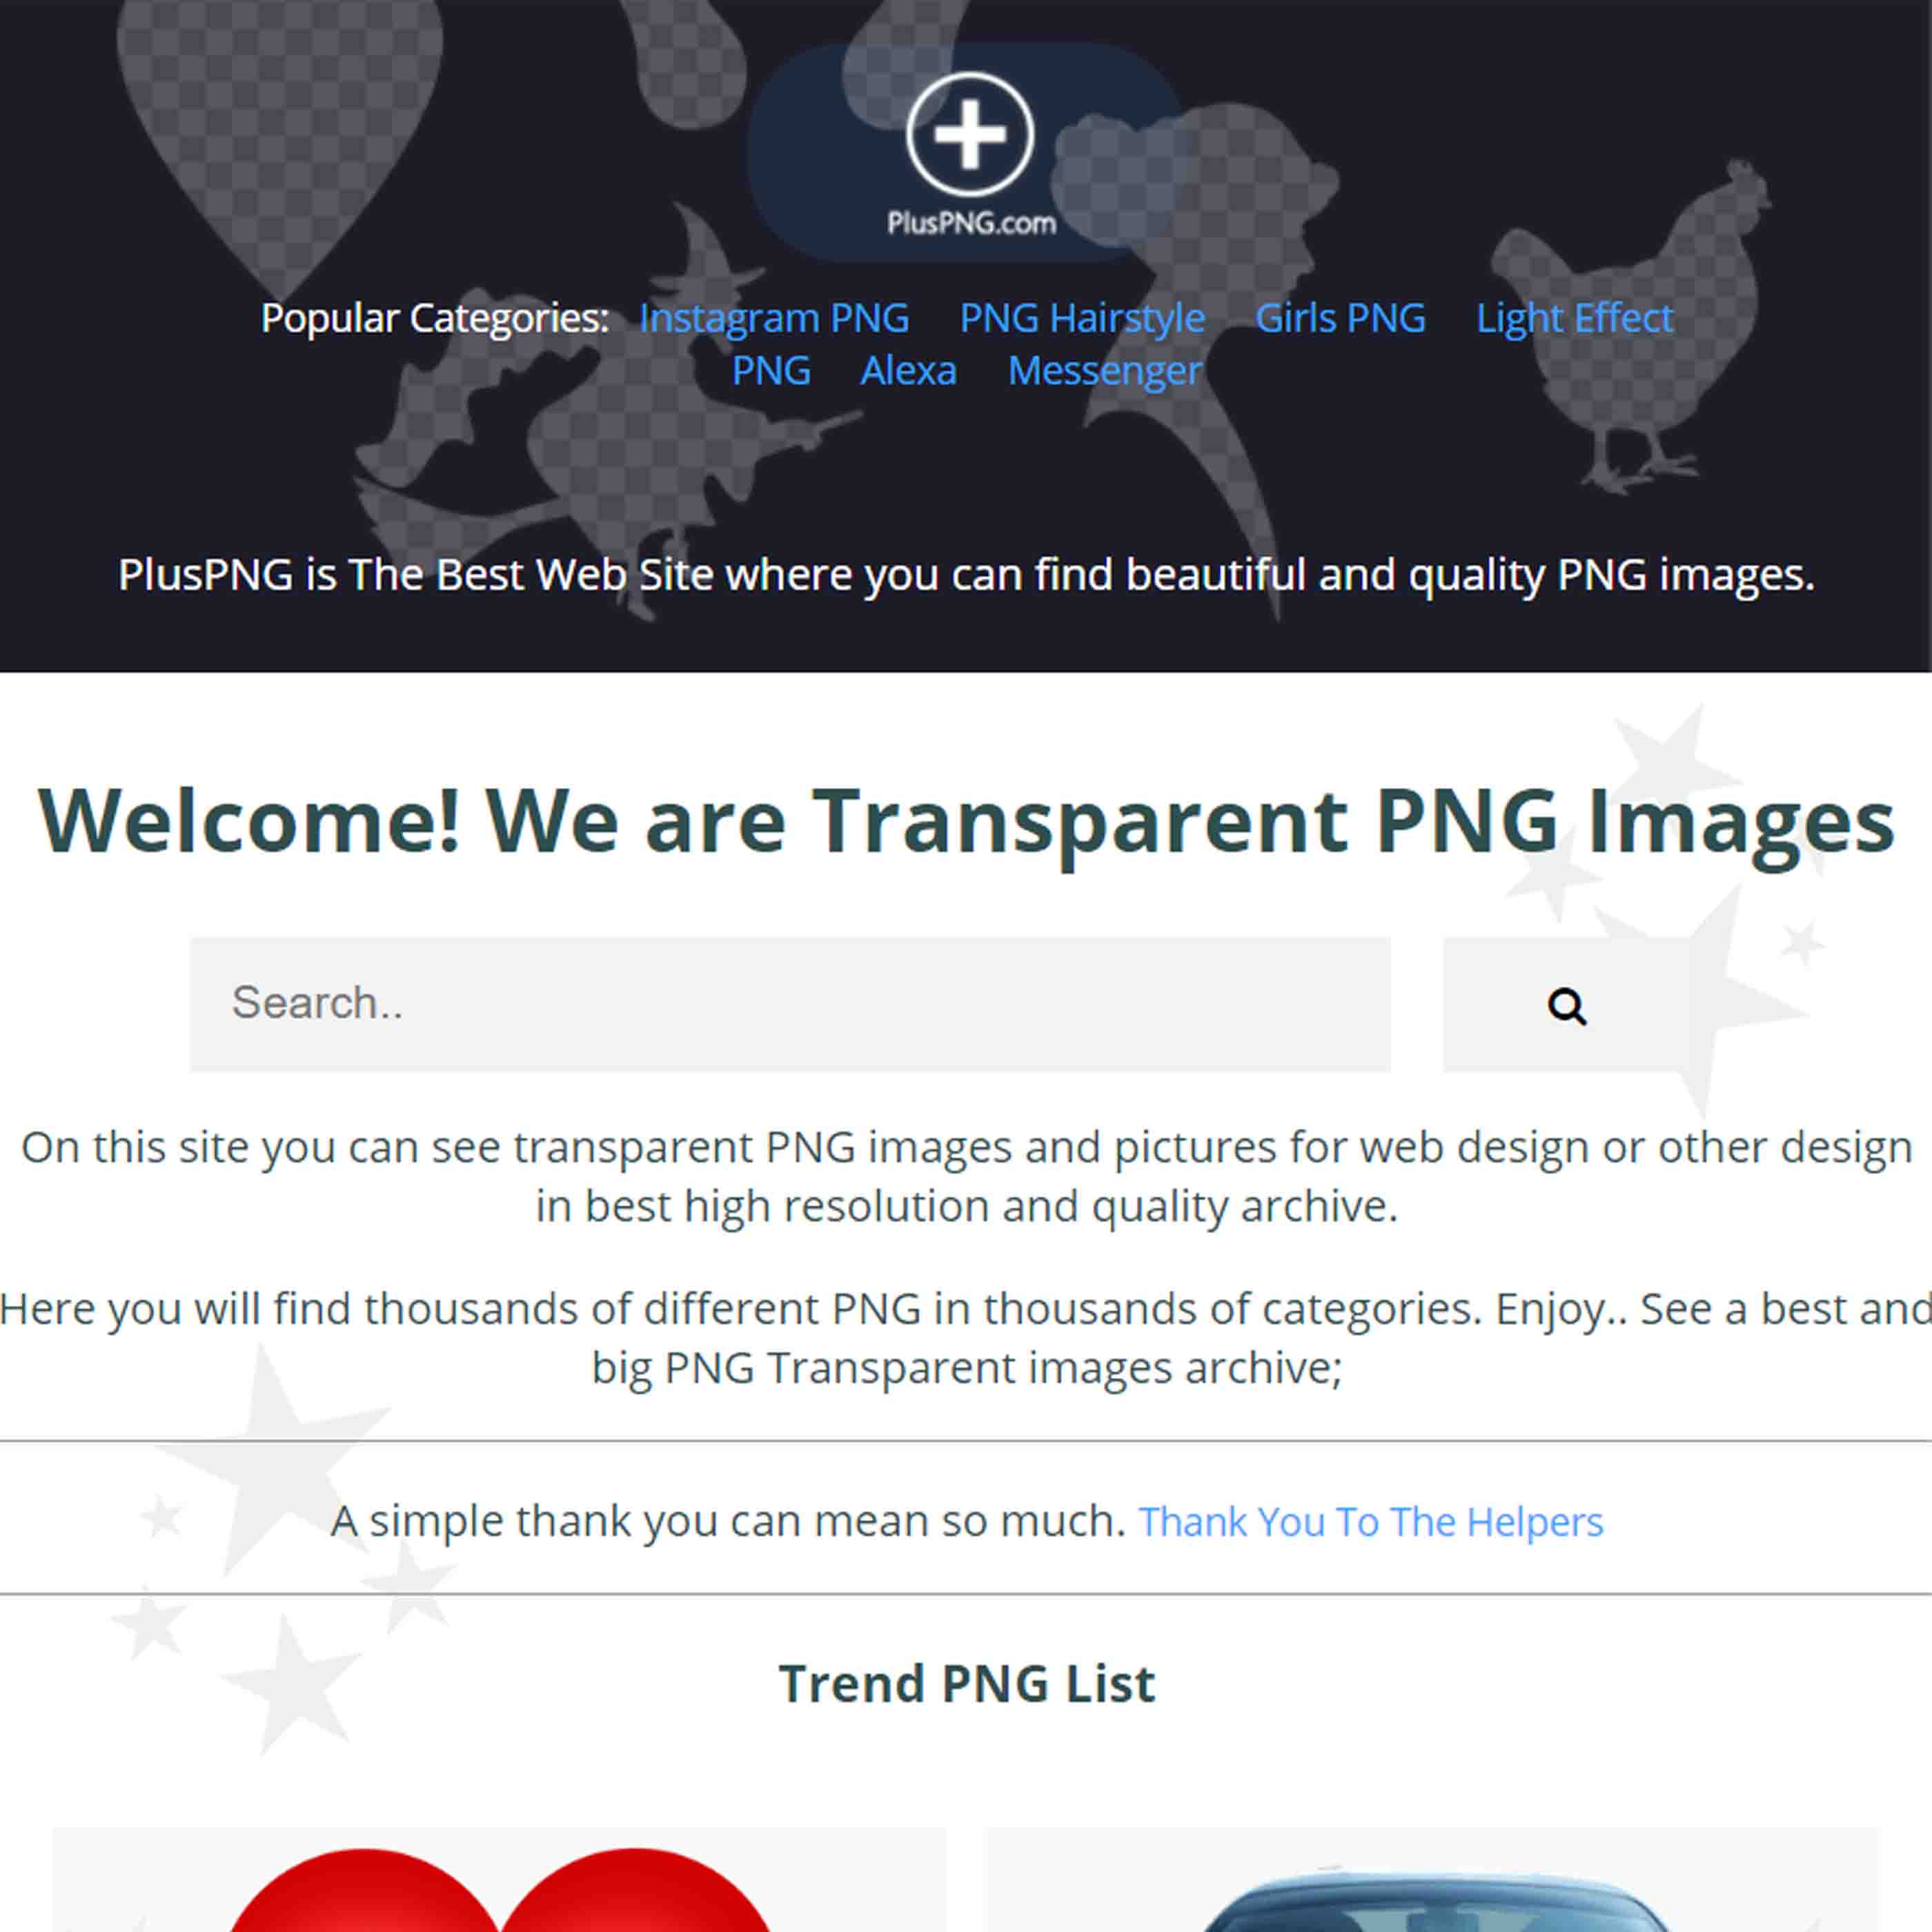 PlusPNG.com
Popular Categories: Instagram PNG PNG Hairstyle Girls PNG Light Effect
PNG Alexa Messenger
PlusPNG is The Best Web Site where you can find beautiful and quality PNG images.
Welcome! We are Transparent PNG Images
Search..
On this site you can see transparent PNG images and pictures for web design or other design
in best high resolution and quality archive.
Here you will find thousands of different PNG in thousands of categories. Enjoy.. See a best and
big PNG Transparent images archive;
A simple thank you can mean so much. Thank You To The Helpers
Trend PNG List